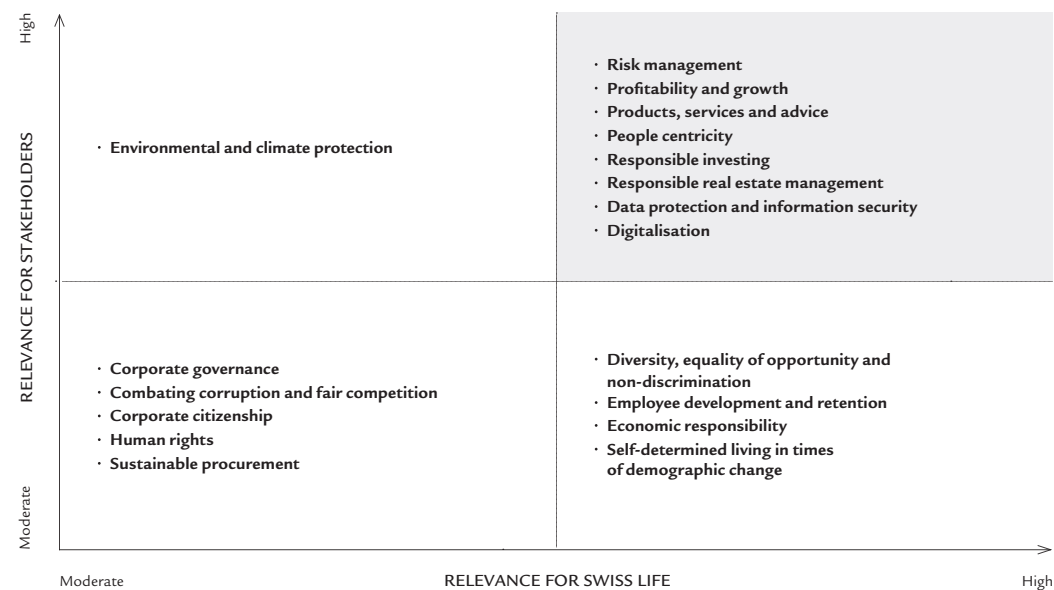 High
RELEVANCE FOR STAKEHOLDERS
Moderate
· Environmental and climate protection
· Risk management
· Profitability and growth
· Products, services and advice
· People centricity
· Responsible investing
· Responsible real estate management
· Data protection and information security
· Digitalisation
· Corporate governance
· Combating corruption and fair competition
· Corporate citizenship
· Human rights
· Sustainable procurement
· Diversity, equality of opportunity and
non-discrimination
· Employee development and retention
· Economic responsibility
· Self-determined living in times
of demographic change
Moderate
RELEVANCE FOR SWISS LIFE
High